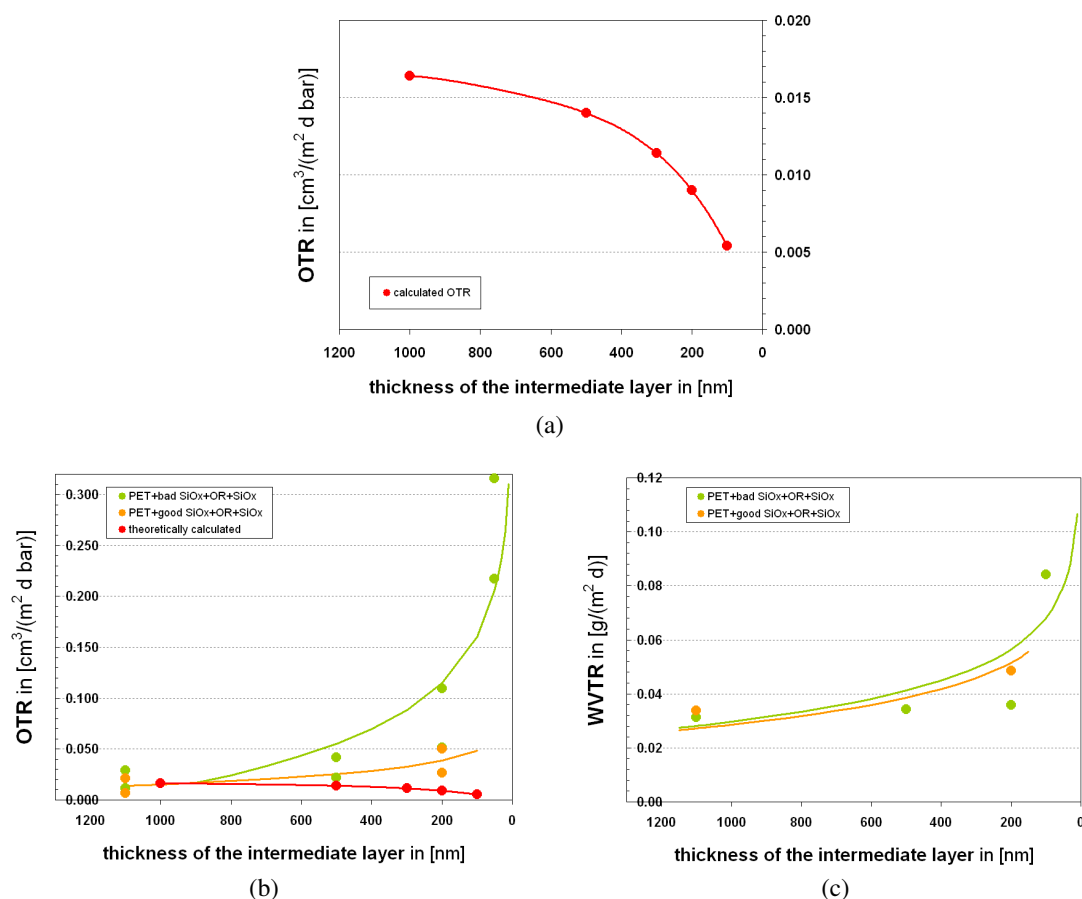 0.020
0.015
0.010
0.005
0.000
OTR in [cm³/(m² d bar)]
calculated OTR
1200 1000 800 600 400 200 0
thickness of the intermediate layer in [nm]
(a)
0.300
0.250
0.200
0.150
0.100
0.050
0.000
OTR in [cm³/(m² d bar)]
PET+bad SiOx+OR+SiOx
PET+good SiOx+OR+SiOx
theoretically calculated
1200 1000 800 600 400 200 0
thickness of the intermediate layer in [nm]
(b)
0.12
0.10
0.08
0.06
0.04
0.02
0.00
WVTR in [g/(m² d)]
PET+bad SiOx+OR+SiOx
PET+good SiOx+OR+SiOx
1200 1000 800 600 400 200 0
thickness of the intermediate layer in [nm]
(c)